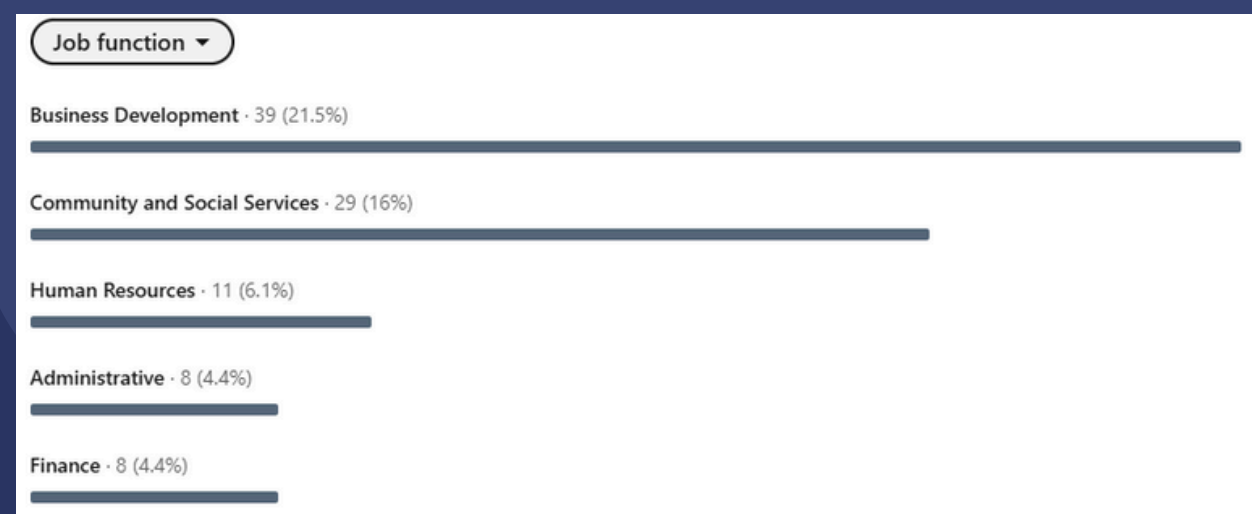 Job function
Business Development · 39 (21.5%)
Community and Social Services · 29 (16%)
Human Resources · 11 (6.1%)
Administrative · 8 (4.4%)
Finance · 8 (4.4%)